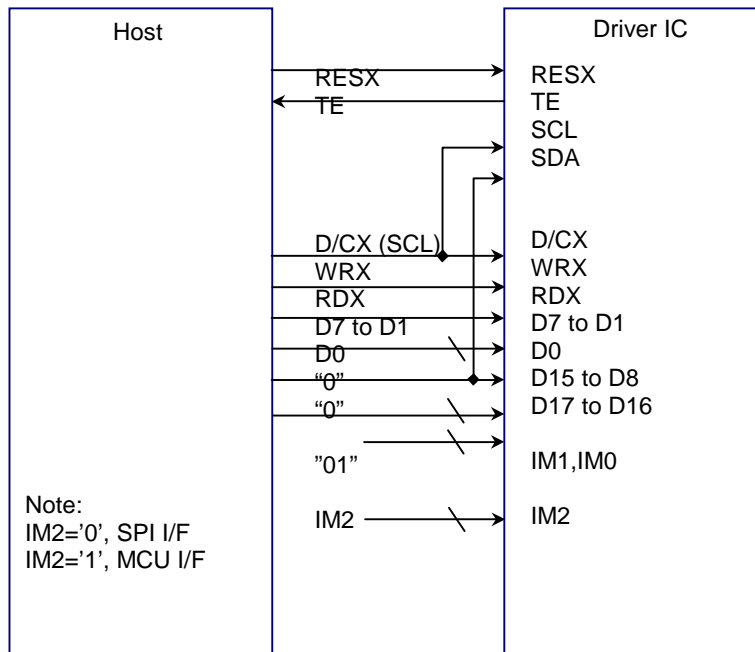 Host
Driver IC
RESX
TE
RESX
TE
SCL
SDA
D/CX (SCL)
WRX
RDX
D7 to D1
D0
“0”
“0”
D/CX
WRX
RDX
D7 to D1
D0
D15 to D8
D17 to D16
”01”
IM1,IM0
IM2
IM2
Note:
IM2=’0’, SPI I/F
IM2=’1’, MCU I/F